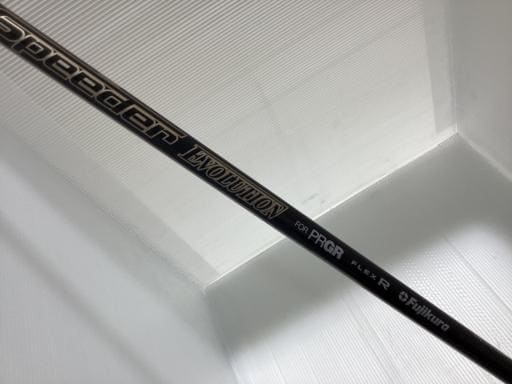 Speeder EVOLUTION FOR PRGR FLEX R Fujikura